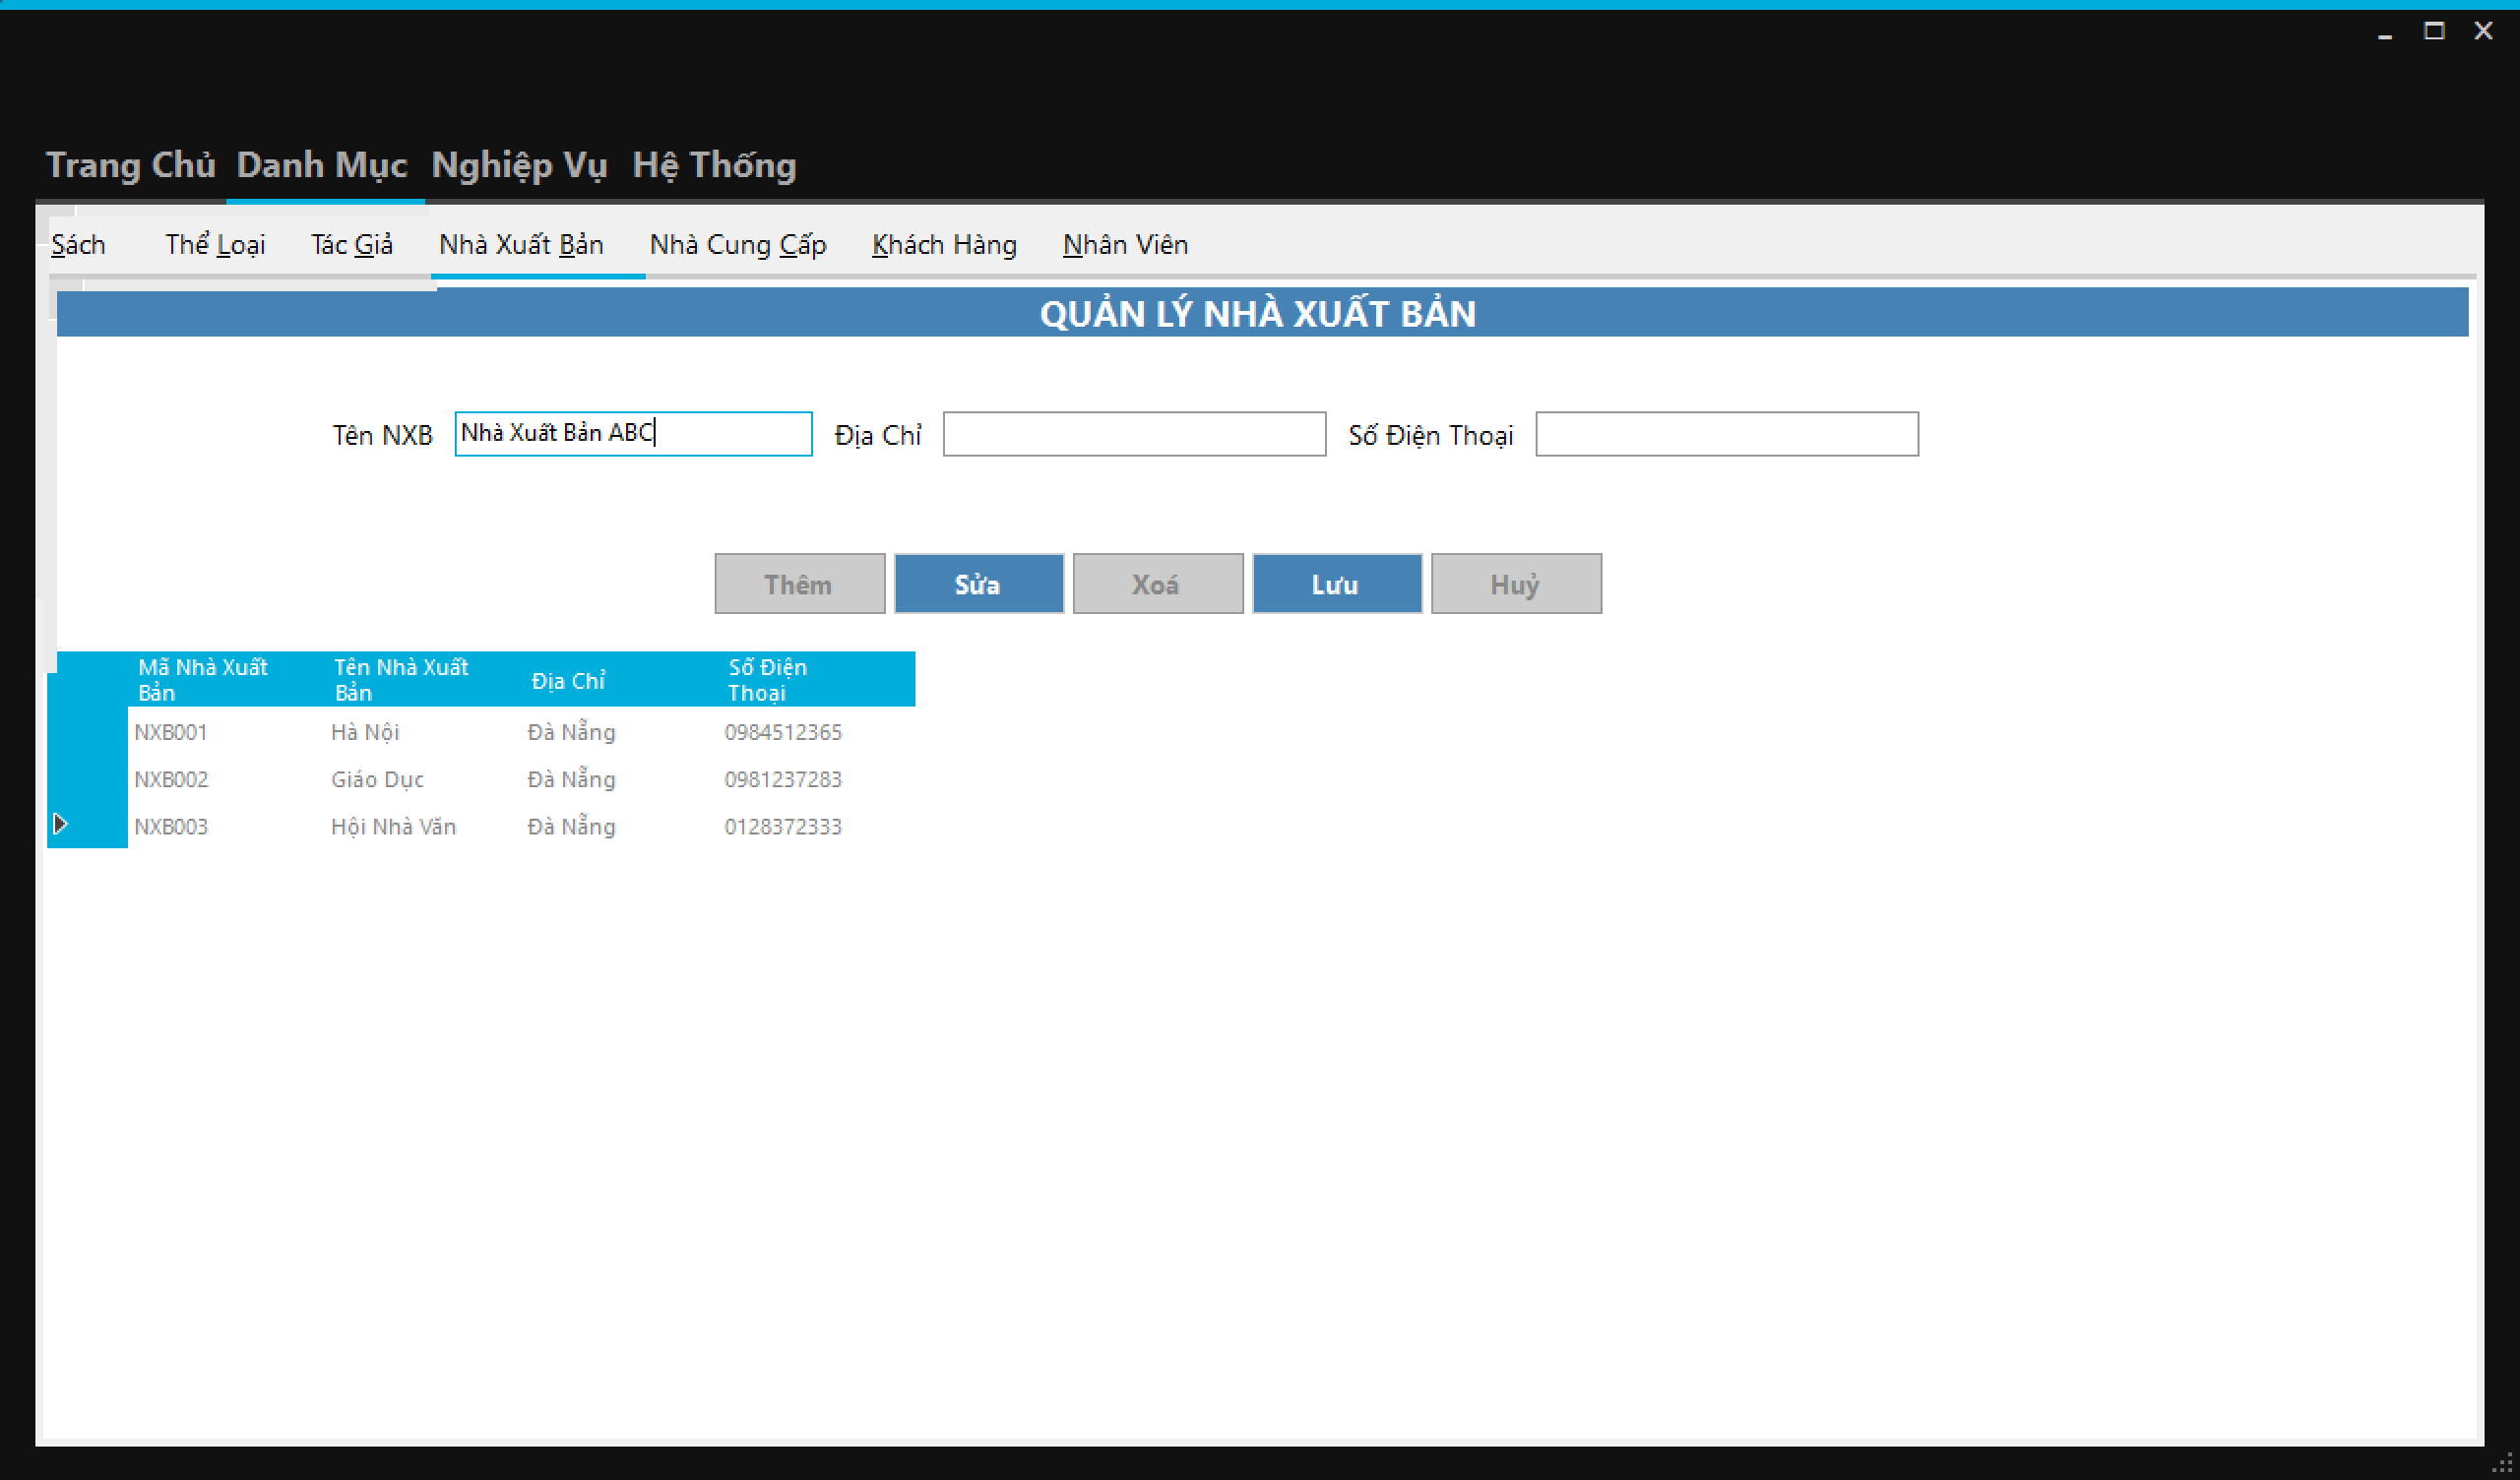 Trang Chủ Danh Mục Nghiệp Vụ Hệ Thống
Sách Thể Loại Tác Giả Nhà Xuất Bản Nhà Cung Cấp Khách Hàng Nhân Viên
QUẢN LÝ NHÀ XUẤT BẢN
Tên NXB Nhà Xuất Bản ABC Địa Chỉ Số Điện Thoại
Thêm Sửa Xoá Lưu Huỷ
Mã Nhà Xuất Bản Tên Nhà Xuất Bản Địa Chỉ Số Điện Thoại
NXB001 Hà Nội Đà Nẵng 0984512365
NXB002 Giáo Dục Đà Nẵng 0981237283
NXB003 Hội Nhà Văn Đà Nẵng 0128372333